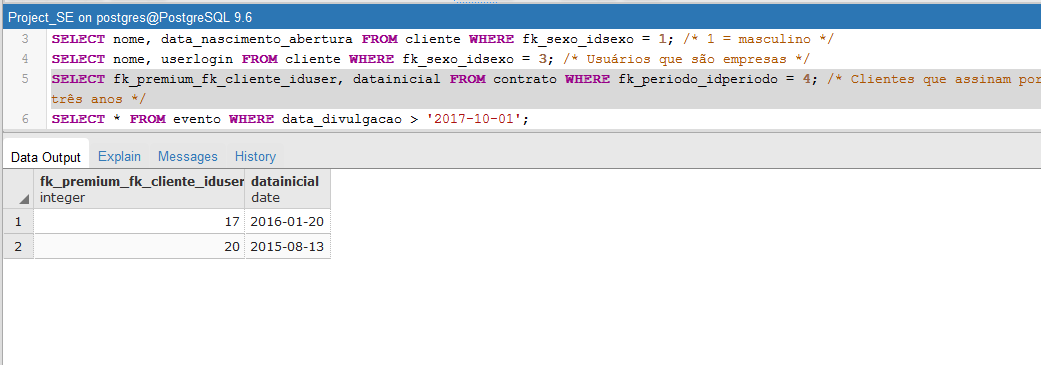 Project_SE on postgres@PostgreSQL 9.6
3 SELECT nome, data_nascimento_abertura FROM cliente WHERE fk_sexo_idsexo = 1; /* 1 = masculino */
4 SELECT nome, userlogin FROM cliente WHERE fk_sexo_idsexo = 3; /* Usuários que são empresas */
5 SELECT fk_premium_fk_cliente_iduser, datainicial FROM contrato WHERE fk_periodo_idperiodo = 4; /* Clientes que assinam por
três anos */
6 SELECT * FROM evento WHERE data_divulgacao > '2017-10-01';
Data Output Explain Messages History
fk_premium_fk_cliente_iduser datainicial
integer date
1 17 2016-01-20
2 20 2015-08-13